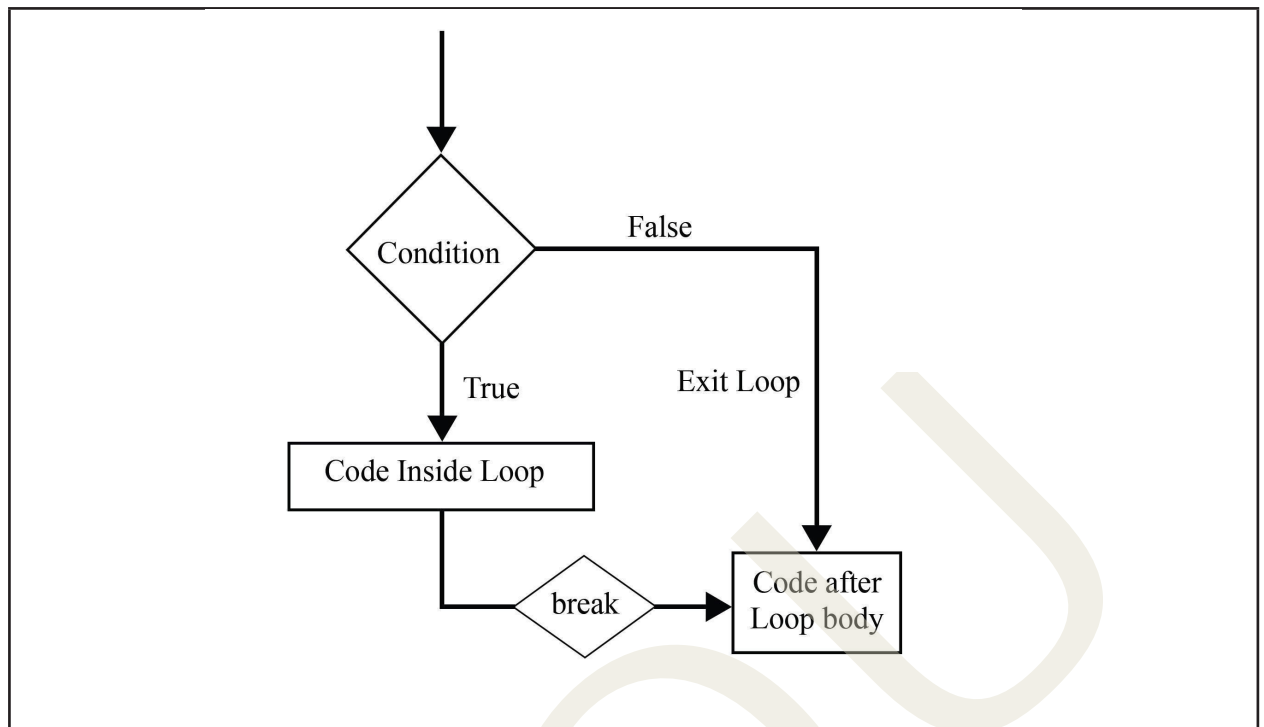 Condition
False
True
Exit Loop
Code Inside Loop
break
Code after
Loop body